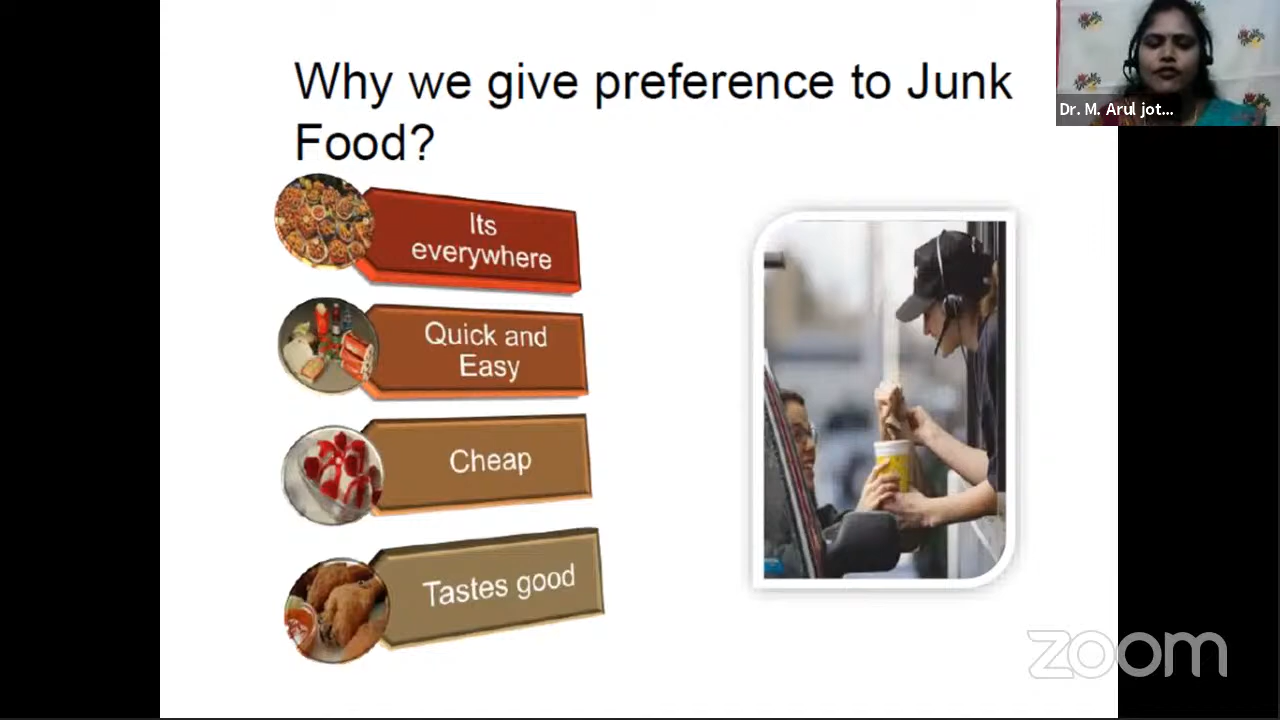 Why we give preference to Junk
Food?
Its
everywhere
Quick and
Easy
Cheap
Tastes good
Dr. M. Arul jot...
zoom